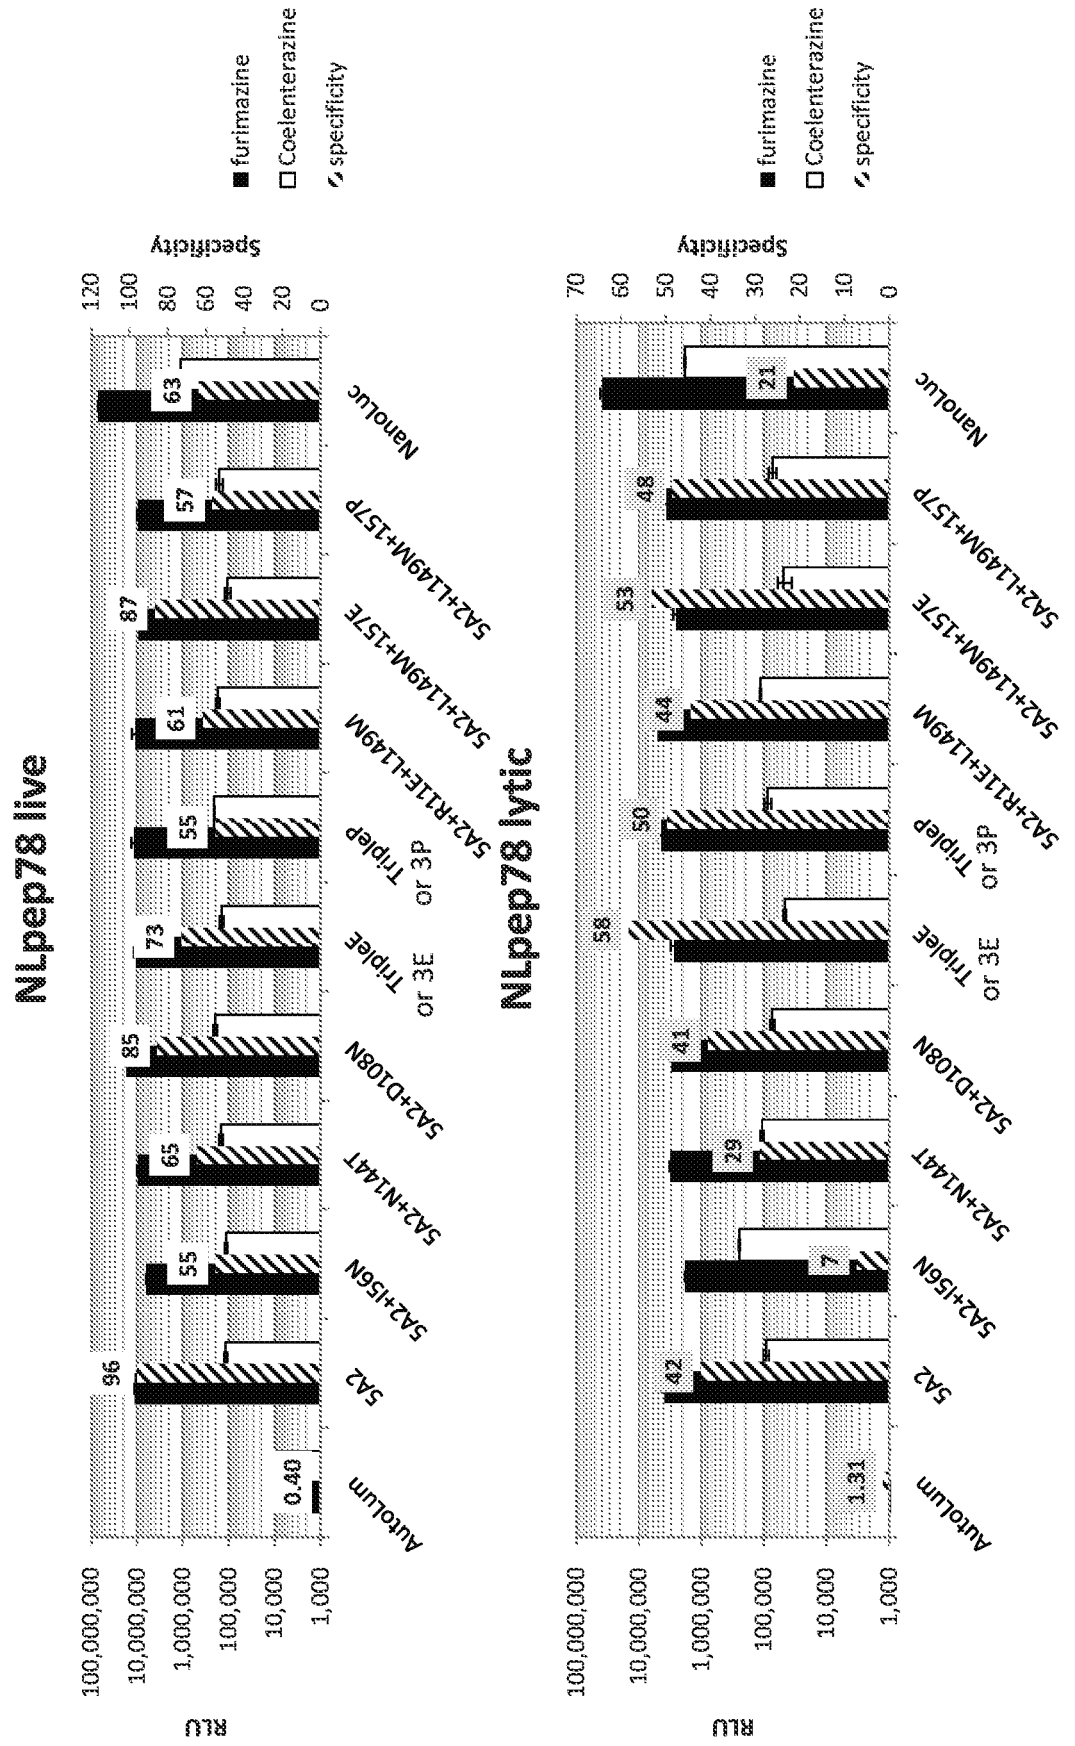 NLpep78 live
RLU
100,000,000
10,000,000
1,000,000
100,000
10,000
1,000
0.40
96
55
65
85
73
55
61
87
57
63
120
100
80
60
40
20
0
Specificity
AutoLum
5A2
5A2+I56N
5A2+N144T
5A2+D108N
TripleE
or 3E
TripleP
or 3P
5A2+R11E+L149M
5A2+L149M+157E
5A2+L149M+157P
NanoLuc
furimazine
Coelenterazine
specificity
NLpep78 lytic
RLU
100,000,000
10,000,000
1,000,000
100,000
10,000
1,000
1.31
42
7
29
41
58
50
44
53
48
21
70
60
50
40
30
20
10
0
Specificity
AutoLum
5A2
5A2+I56N
5A2+N144T
5A2+D108N
TripleE
or 3E
TripleP
or 3P
5A2+R11E+L149M
5A2+L149M+157E
5A2+L149M+157P
NanoLuc
furimazine
Coelenterazine
specificity